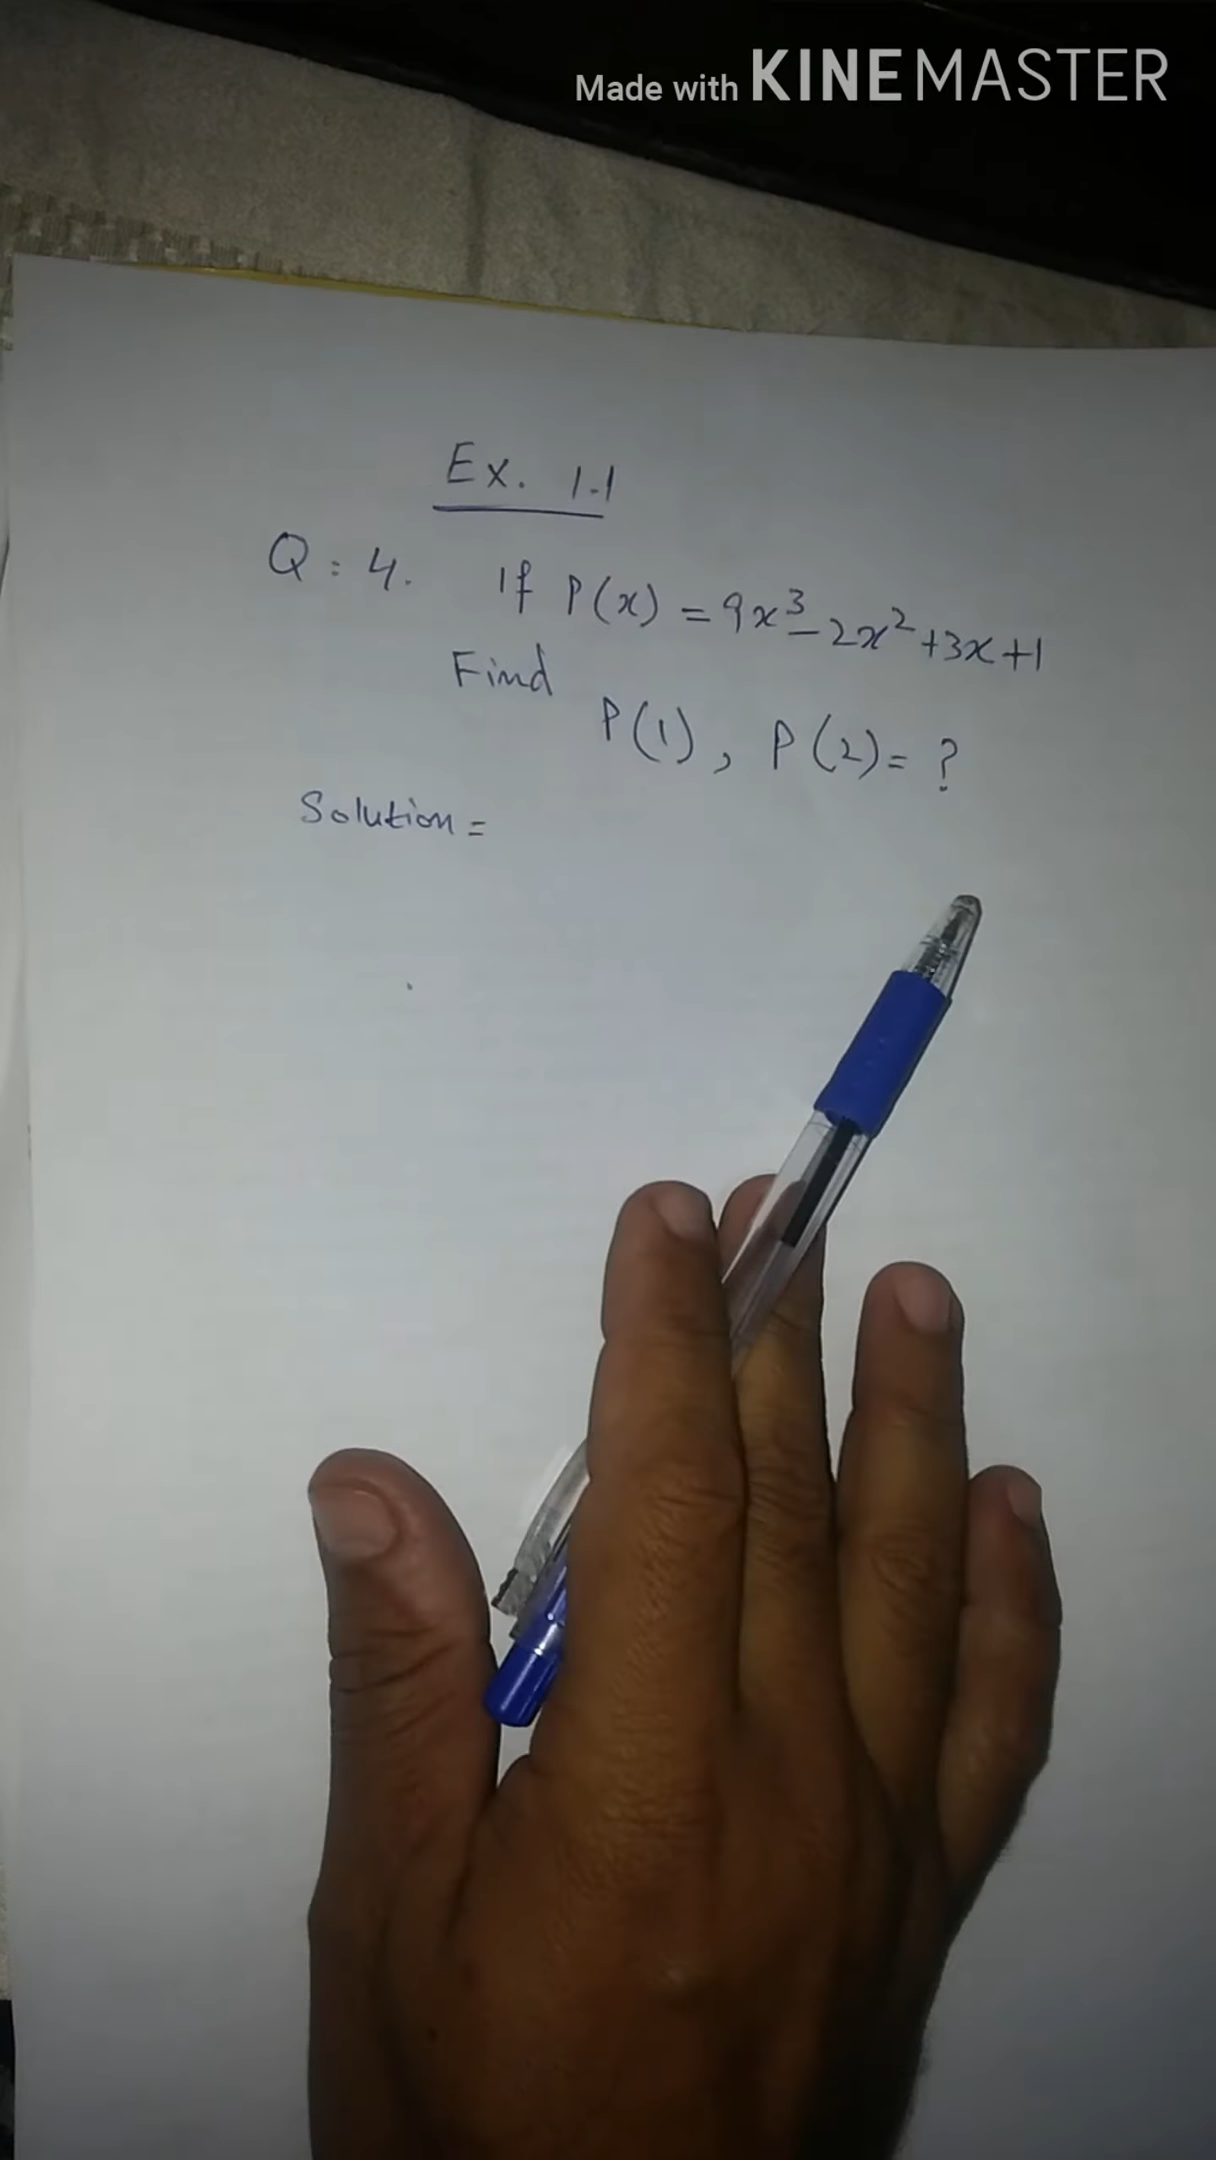 Made with KINEMASTER
Ex. 1.1
Q: 4. If P(x) = 9x³-2x²+3x+1
Find
P(1), P(2)= ?
Solution =